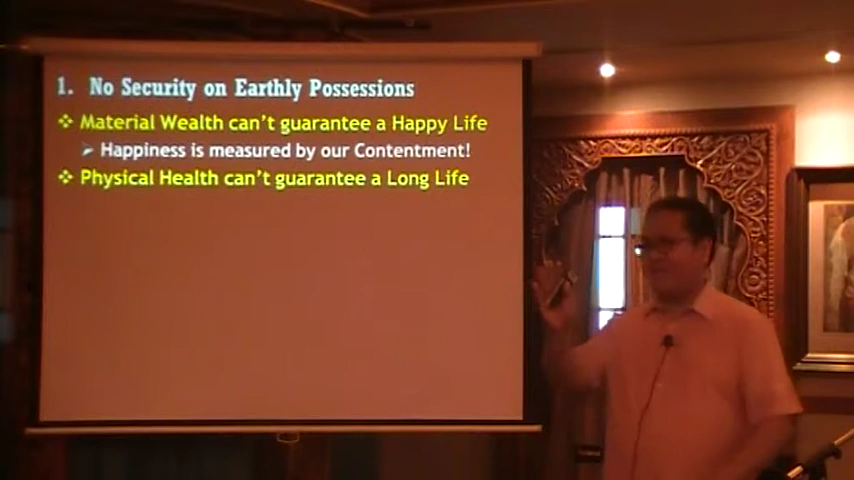 1. No Security on Earthly Possessions
❖ Material Wealth can't guarantee a Happy Life
➢ Happiness is measured by our Contentment!
❖ Physical Health can't guarantee a Long Life